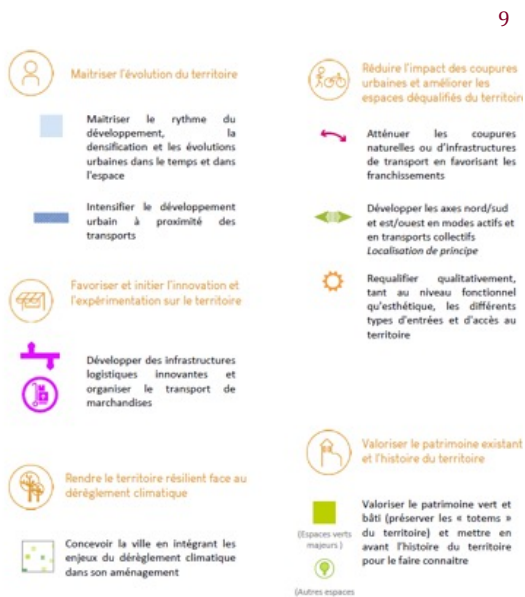 9
Maitriser l'évolution du territoire
Maitriser le rythme du
développement, la
densification et les évolutions
urbaines dans le temps et dans
l'espace
Intensifier le développement
urbain à proximité des
transports
Favoriser et initier l'innovation et
l'expérimentation sur le territoire
Développer des infrastructures
logistiques innovantes et
organiser le transport de
marchandises
Rendre le territoire résilient face au
dérèglement climatique
Concevoir la ville en intégrant les
enjeux du dérèglement climatique
dans son aménagement
Réduire l'impact des coupures
urbaines et améliorer les
espaces déqualifiés du territoire
Atténuer les coupures
naturelles ou d'infrastructures
de transport en favorisant les
franchissements
Développer les axes nord/sud
et est/ouest en modes actifs et
en transports collectifs
Localisation de principe
Requalifier qualitativement,
tant au niveau fonctionnel
qu'esthétique, les différents
types d'entrées et d'accès au
territoire
Valoriser le patrimoine existant
et l'histoire du territoire
Valoriser le patrimoine vert et
bâti (préserver les « totems »
du territoire) et mettre en
avant l'histoire du territoire
pour le faire connaitre
(Espaces verts
majeurs )
(Autres espaces